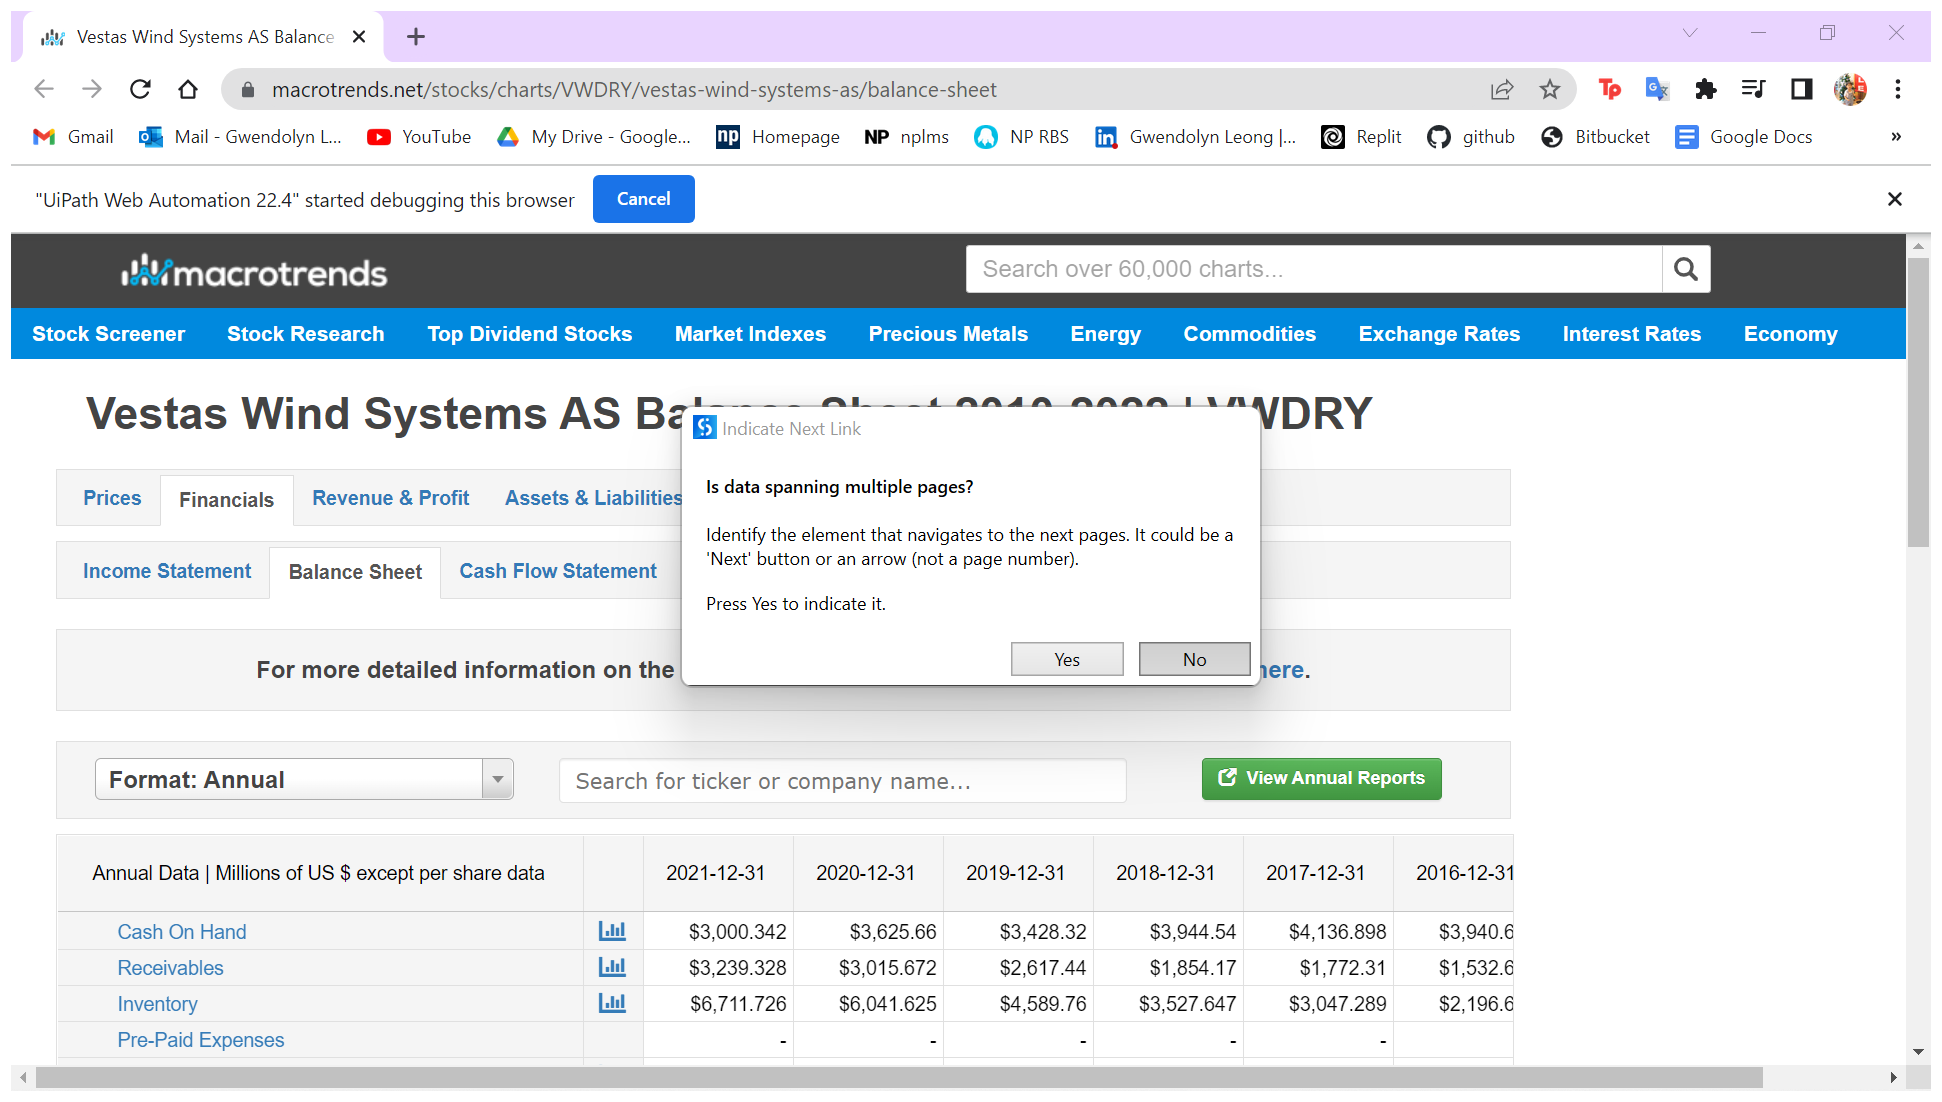 Vestas Wind Systems AS Balance
macrotrends.net/stocks/charts/VWDRY/vestas-wind-systems-as/balance-sheet
Gmail Mail - Gwendolyn L... YouTube My Drive - Google... Homepage nplms NP RBS Gwendolyn Leong |... Replit github Bitbucket Google Docs »
"UiPath Web Automation 22.4" started debugging this browser Cancel
macrotrends Search over 60,000 charts...
Stock Screener Stock Research Top Dividend Stocks Market Indexes Precious Metals Energy Commodities Exchange Rates Interest Rates Economy
Vestas Wind Systems AS Balance Sheet 2010-2022 | VWDRY
Prices Financials Revenue & Profit Assets & Liabilities
Income Statement Balance Sheet Cash Flow Statement
For more detailed information on the here.
Indicate Next Link
Is data spanning multiple pages?
Identify the element that navigates to the next pages. It could be a
'Next' button or an arrow (not a page number).
Press Yes to indicate it.
Yes No
Format: Annual Search for ticker or company name... View Annual Reports
Annual Data | Millions of US $ except per share data 2021-12-31 2020-12-31 2019-12-31 2018-12-31 2017-12-31 2016-12-31
Cash On Hand $3,000.342 $3,625.66 $3,428.32 $3,944.54 $4,136.898 $3,940.6
Receivables $3,239.328 $3,015.672 $2,617.44 $1,854.17 $1,772.31 $1,532.6
Inventory $6,711.726 $6,041.625 $4,589.76 $3,527.647 $3,047.289 $2,196.6
Pre-Paid Expenses - - - - -